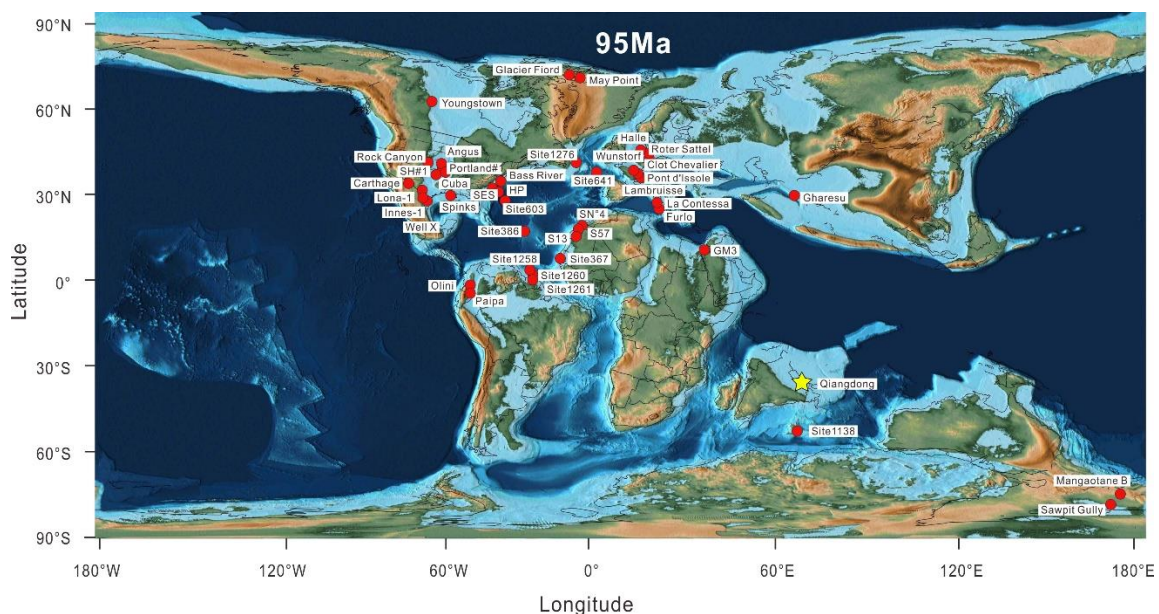 95Ma
90°N
60°N
30°N
0°
30°S
60°S
90°S
Latitude
Glacier Fiord
May Point
Youngstown
Halle
Angus
Site1276
Wunstorf
Roter Sattel
Rock Canyon
Portland#1
Clot Chevalier
SH#1
Bass River
Site641
Pont d'Issole
Carthage
Cuba
HP
Lambruisse
Gharesu
Lona-1
SES
La Contessa
Spinks
Site603
Innes-1
SN°4
Furlo
Well X
Site386
S13
S57
GM3
Site1258
Site367
Site1260
Olini
Site1261
Paipa
Qiangdong
Site1138
Mangaotane B
Sawpit Gully
180°W
120°W
60°W
0°
60°E
120°E
180°E
Longitude